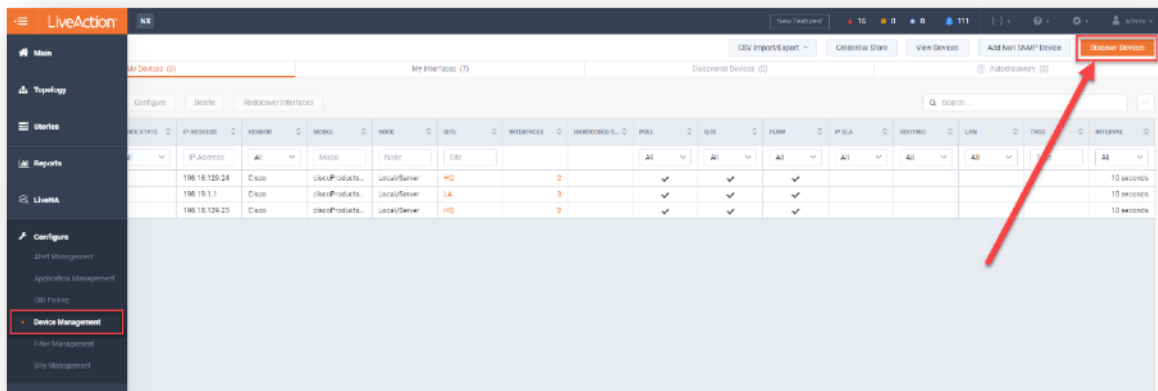 LiveAction NX New Features! 16 0 0 111 admin
Main
CSV Import/Export Credential Store View Devices Add Non SNMP Device Discover Devices
My Devices (3) My Interfaces (7) Discovered Devices (0) Autodiscovery (0)
Topology
Configure Delete Rediscover Interfaces Search...
Stories
STATE IP ADDRESS VENDOR MODEL NODE SITE INTERFACES POLL QOS FLOW IP SLA ROUTING LAN TAGS INTERVAL
Reports
IP Address All Model Node Site All All All All All All All
198.18.129.24 Cisco ciscoProducts... Local/Server HQ 2 10 seconds
LiveNA
198.19.1.1 Cisco ciscoProducts... Local/Server LA 3 10 seconds
198.18.129.25 Cisco ciscoProducts... Local/Server HQ 2 10 seconds
Configure
Alert Management
Application Management
OID Polling
Device Management
Filter Management
Site Management